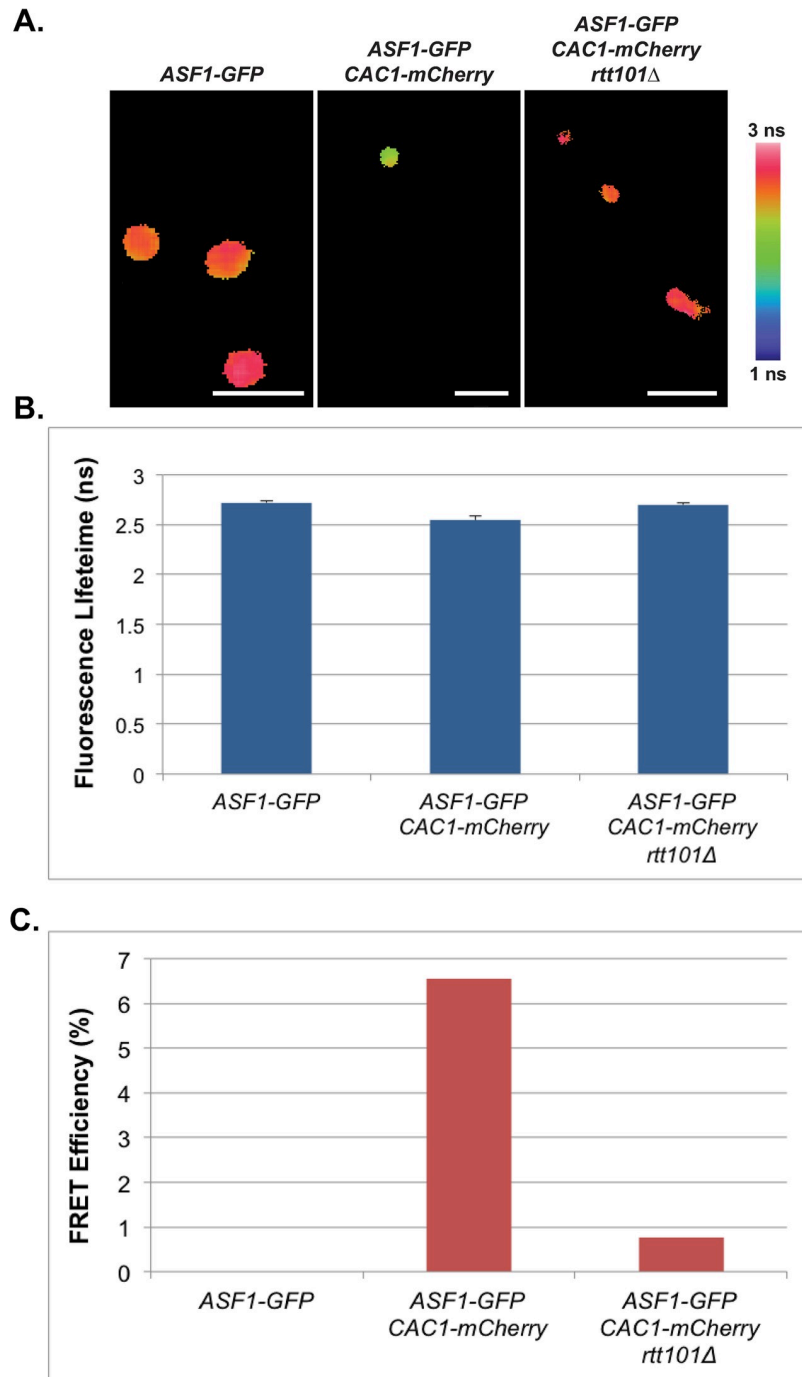 A.
ASF1-GFP
ASF1-GFP
CAC1-mCherry
ASF1-GFP
CAC1-mCherry
rtt101Δ
3 ns
1 ns
B.
Fluorescence LIfeteime (ns)
3
2.5
2
1.5
1
0.5
0
ASF1-GFP
ASF1-GFP
CAC1-mCherry
ASF1-GFP
CAC1-mCherry
rtt101Δ
C.
FRET Efficiency (%)
7
6
5
4
3
2
1
0
ASF1-GFP
ASF1-GFP
CAC1-mCherry
ASF1-GFP
CAC1-mCherry
rtt101Δ